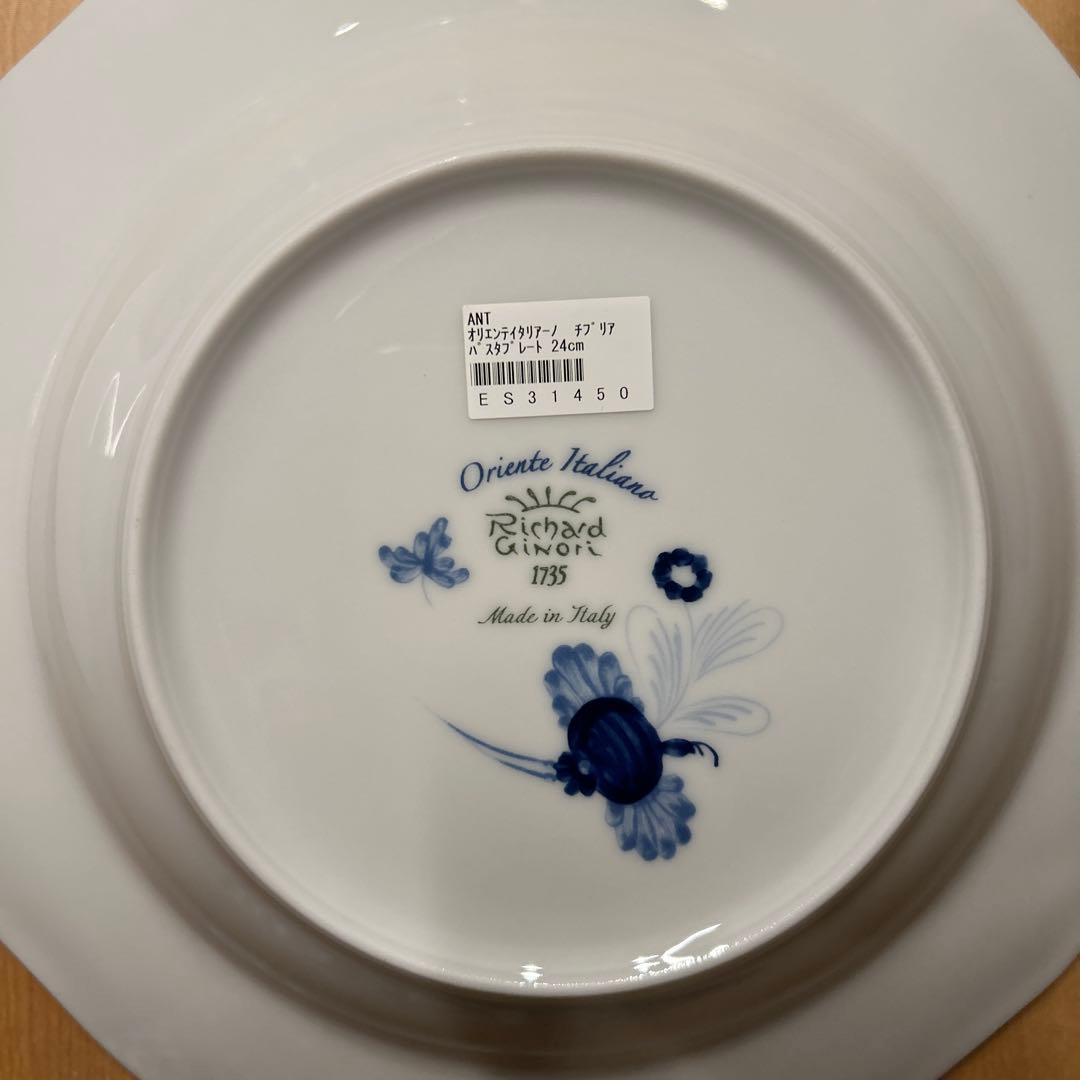 ANT
ｵﾘｴﾝﾃｲﾀﾘｱｰﾉ　ﾁﾌﾟﾘｱ
ﾊﾟｽﾀﾌﾟﾚｰﾄ 24cm
ES31450
Oriente Italiano
Richard
Ginori
1735
Made in Italy